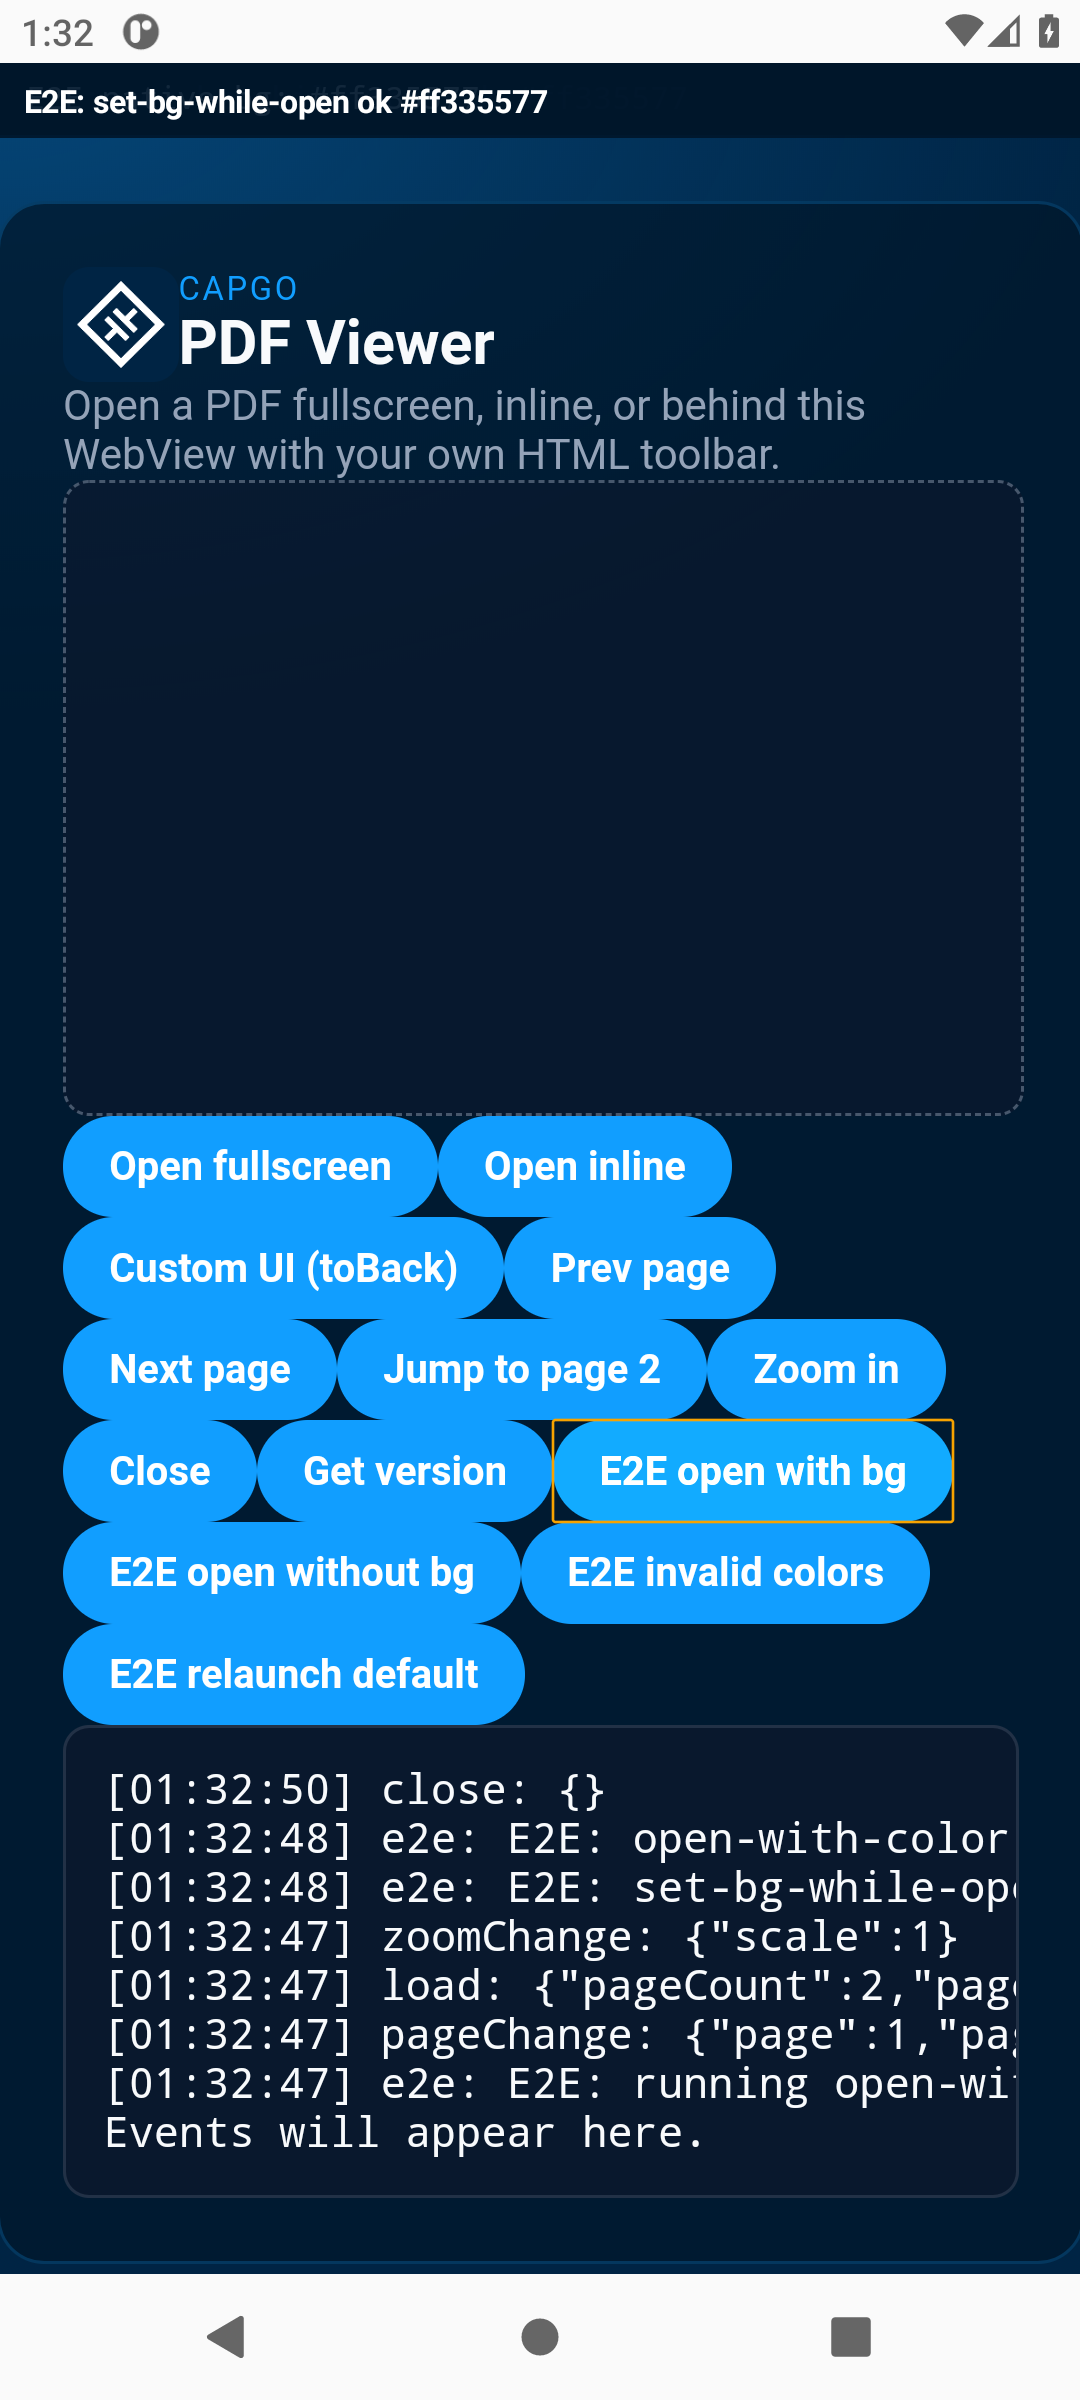 1:32
E2E: set-bg-while-open ok #ff335577
CAPGO
PDF Viewer
Open a PDF fullscreen, inline, or behind this
WebView with your own HTML toolbar.
Open fullscreen
Open inline
Custom UI (toBack)
Prev page
Next page
Jump to page 2
Zoom in
Close
Get version
E2E open with bg
E2E open without bg
E2E invalid colors
E2E relaunch default
[01:32:50] close: {}
[01:32:48] e2e: E2E: open-with-color
[01:32:48] e2e: E2E: set-bg-while-ope
[01:32:47] zoomChange: {"scale":1}
[01:32:47] load: {"pageCount":2,"page
[01:32:47] pageChange: {"page":1,"pag
[01:32:47] e2e: E2E: running open-wit
Events will appear here.